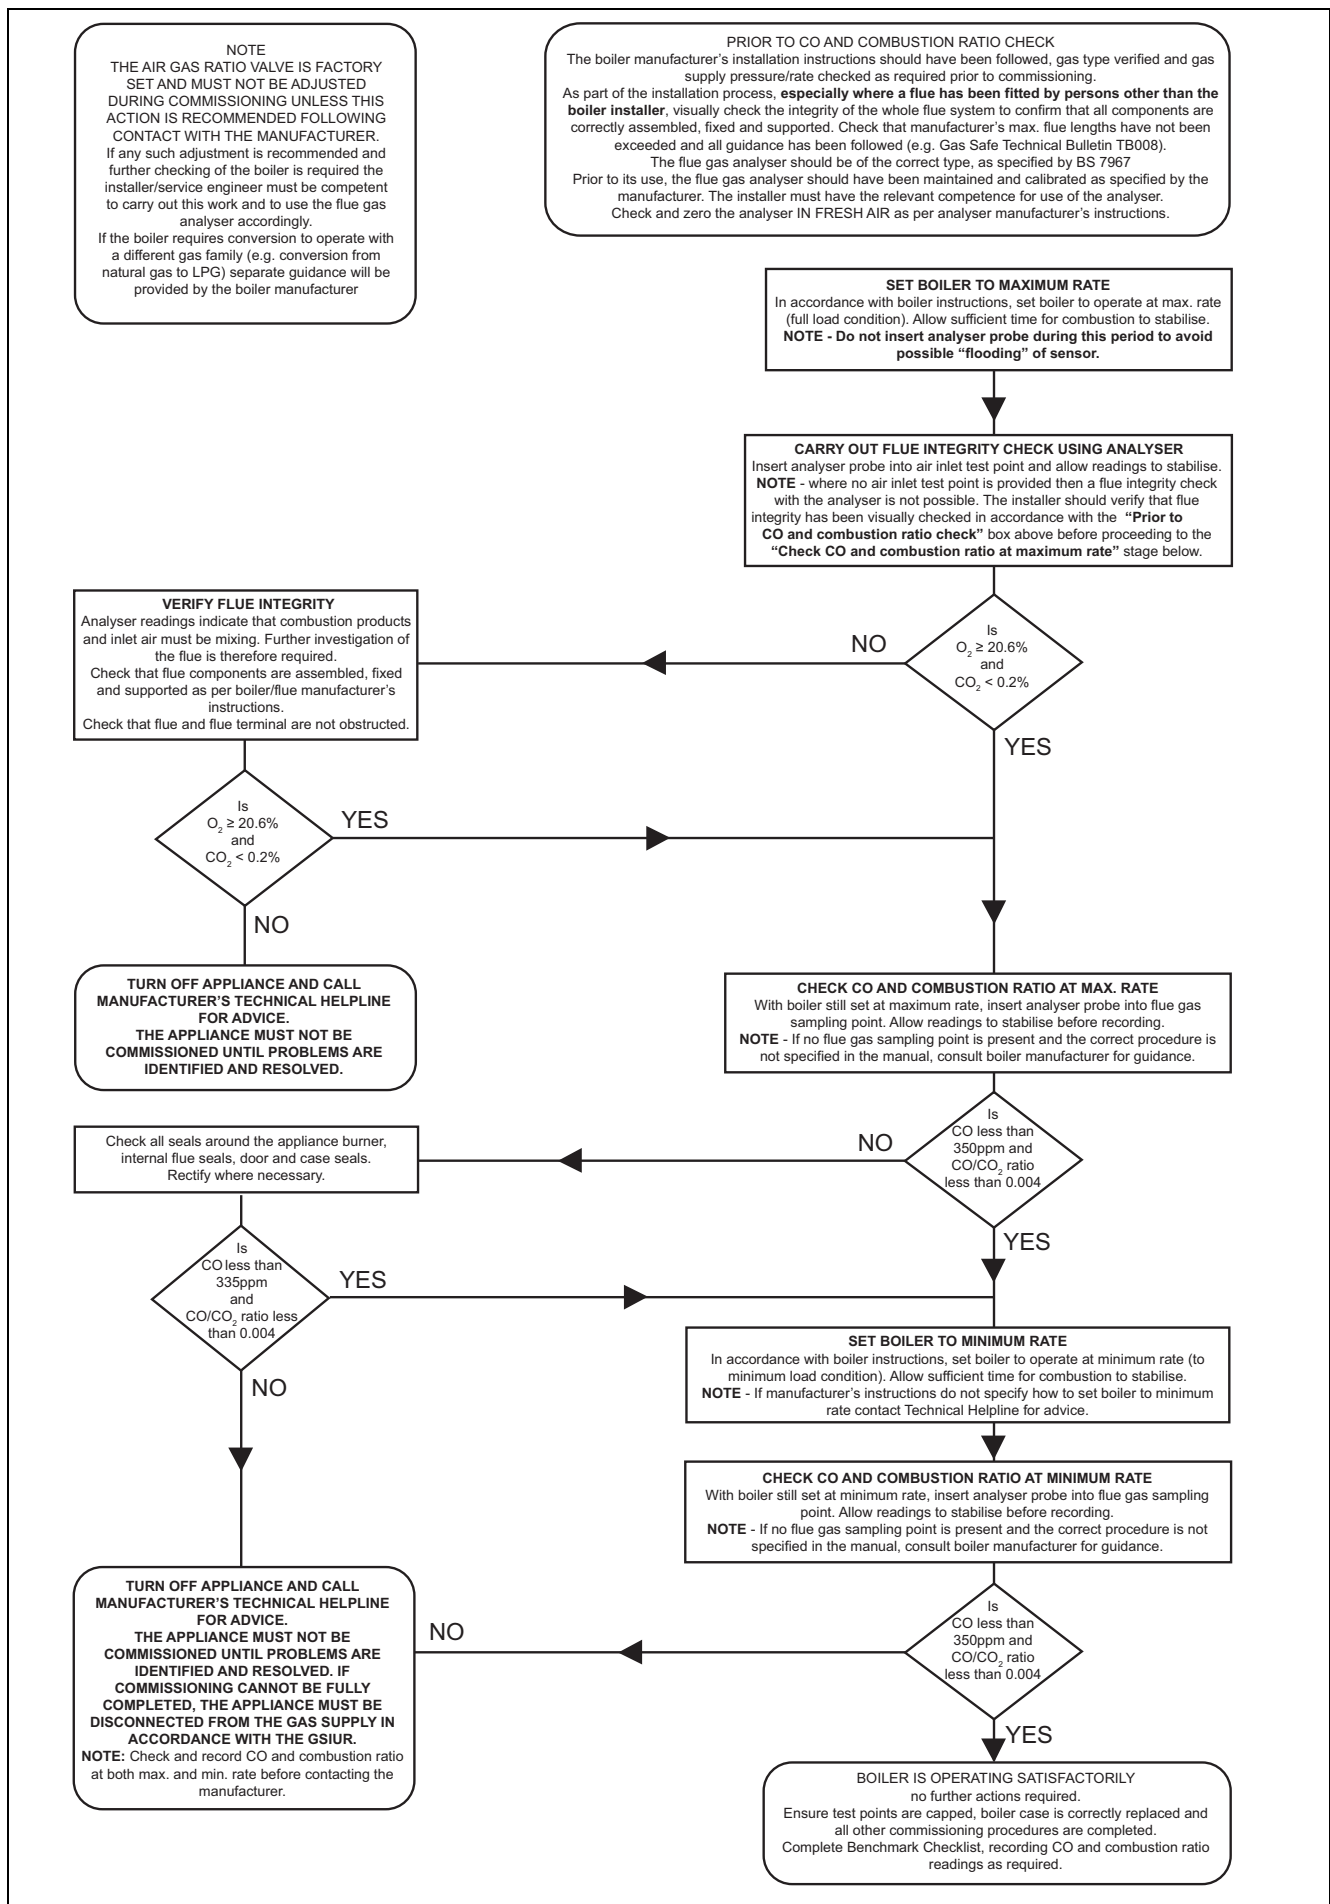 NOTE
THE AIR GAS RATIO VALVE IS FACTORY
SET AND MUST NOT BE ADJUSTED
DURING COMMISSIONING UNLESS THIS
ACTION IS RECOMMENDED FOLLOWING
CONTACT WITH THE MANUFACTURER.
If any such adjustment is recommended and
further checking of the boiler is required the
installer/service engineer must be competent
to carry out this work and to use the flue gas
analyser accordingly.
If the boiler requires conversion to operate with
a different gas family (e.g. conversion from
natural gas to LPG) separate guidance will be
provided by the boiler manufacturer
PRIOR TO CO AND COMBUSTION RATIO CHECK
The boiler manufacturer's installation instructions should have been followed, gas type verified and gas
supply pressure/rate checked as required prior to commissioning.
As part of the installation process, especially where a flue has been fitted by persons other than the
boiler installer, visually check the integrity of the whole flue system to confirm that all components are
correctly assembled, fixed and supported. Check that manufacturer's max. flue lengths have not been
exceeded and all guidance has been followed (e.g. Gas Safe Technical Bulletin TB008).
The flue gas analyser should be of the correct type, as specified by BS 7967
Prior to its use, the flue gas analyser should have been maintained and calibrated as specified by the
manufacturer. The installer must have the relevant competence for use of the analyser.
Check and zero the analyser IN FRESH AIR as per analyser manufacturer's instructions.
SET BOILER TO MAXIMUM RATE
In accordance with boiler instructions, set boiler to operate at max. rate
(full load condition). Allow sufficient time for combustion to stabilise.
NOTE - Do not insert analyser probe during this period to avoid
possible “flooding” of sensor.
CARRY OUT FLUE INTEGRITY CHECK USING ANALYSER
Insert analyser probe into air inlet test point and allow readings to stabilise.
NOTE - where no air inlet test point is provided then a flue integrity check
with the analyser is not possible. The installer should verify that flue
integrity has been visually checked in accordance with the “Prior to
CO and combustion ratio check” box above before proceeding to the
“Check CO and combustion ratio at maximum rate” stage below.
Is
O2 ≥ 20.6%
and
CO2 < 0.2%
NO
YES
VERIFY FLUE INTEGRITY
Analyser readings indicate that combustion products
and inlet air must be mixing. Further investigation of
the flue is therefore required.
Check that flue components are assembled, fixed
and supported as per boiler/flue manufacturer's
instructions.
Check that flue and flue terminal are not obstructed.
Is
O2 ≥ 20.6%
and
CO2 < 0.2%
YES
NO
TURN OFF APPLIANCE AND CALL
MANUFACTURER'S TECHNICAL HELPLINE
FOR ADVICE.
THE APPLIANCE MUST NOT BE
COMMISSIONED UNTIL PROBLEMS ARE
IDENTIFIED AND RESOLVED.
CHECK CO AND COMBUSTION RATIO AT MAX. RATE
With boiler still set at maximum rate, insert analyser probe into flue gas
sampling point. Allow readings to stabilise before recording.
NOTE - If no flue gas sampling point is present and the correct procedure is
not specified in the manual, consult boiler manufacturer for guidance.
Is
CO less than
350ppm and
CO/CO2 ratio
less than 0.004
NO
YES
Check all seals around the appliance burner,
internal flue seals, door and case seals.
Rectify where necessary.
Is
CO less than
335ppm
and
CO/CO2 ratio less
than 0.004
YES
NO
SET BOILER TO MINIMUM RATE
In accordance with boiler instructions, set boiler to operate at minimum rate (to
minimum load condition). Allow sufficient time for combustion to stabilise.
NOTE - If manufacturer's instructions do not specify how to set boiler to minimum
rate contact Technical Helpline for advice.
CHECK CO AND COMBUSTION RATIO AT MINIMUM RATE
With boiler still set at minimum rate, insert analyser probe into flue gas sampling
point. Allow readings to stabilise before recording.
NOTE - If no flue gas sampling point is present and the correct procedure is not
specified in the manual, consult boiler manufacturer for guidance.
Is
CO less than
350ppm and
CO/CO2 ratio
less than 0.004
NO
YES
TURN OFF APPLIANCE AND CALL
MANUFACTURER'S TECHNICAL HELPLINE
FOR ADVICE.
THE APPLIANCE MUST NOT BE
COMMISSIONED UNTIL PROBLEMS ARE
IDENTIFIED AND RESOLVED. IF
COMMISSIONING CANNOT BE FULLY
COMPLETED, THE APPLIANCE MUST BE
DISCONNECTED FROM THE GAS SUPPLY IN
ACCORDANCE WITH THE GSIUR.
NOTE: Check and record CO and combustion ratio
at both max. and min. rate before contacting the
manufacturer.
BOILER IS OPERATING SATISFACTORILY
no further actions required.
Ensure test points are capped, boiler case is correctly replaced and
all other commissioning procedures are completed.
Complete Benchmark Checklist, recording CO and combustion ratio
readings as required.